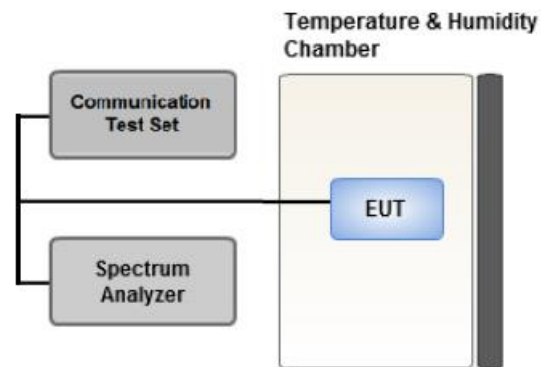 Temperature & Humidity
Chamber
Communication
Test Set
EUT
Spectrum
Analyzer